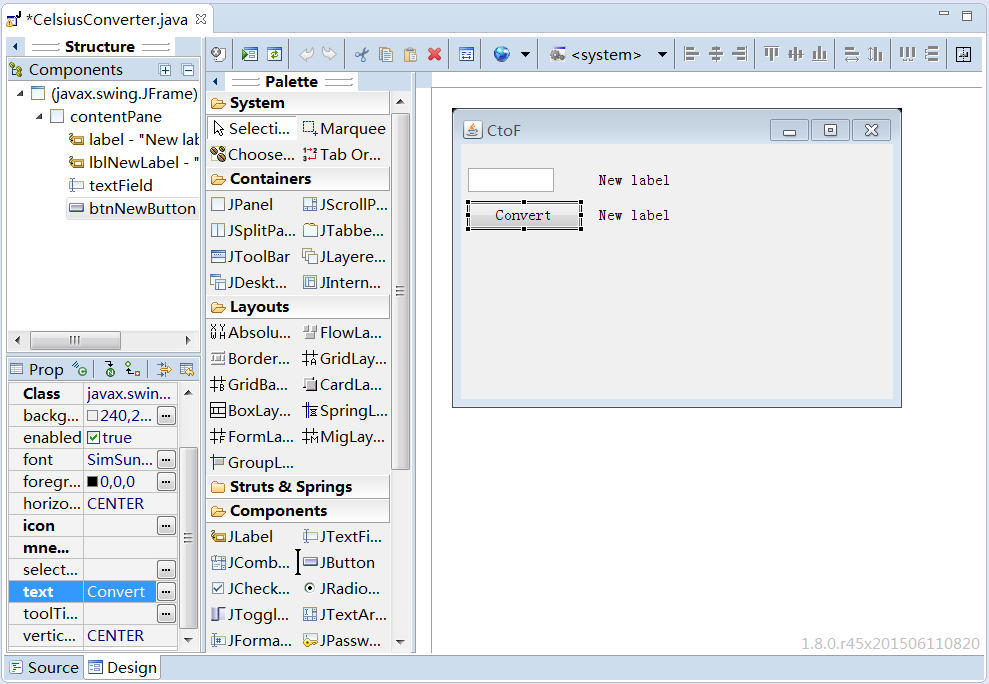 *CelsiusConverter.java
Structure
Components
(javax.swing.JFrame)
contentPane
label - "New lab
lblNewLabel - "
textField
btnNewButton
Prop
Class javax.swin...
backg... 240,2...
enabled true
font SimSun...
foregr... 0,0,0
horizo... CENTER
icon
mne...
select...
text Convert
toolTi...
vertic... CENTER
Source Design
<system>
Palette
System
Selecti... Marquee
Choose... Tab Or...
Containers
JPanel JScrollP...
JSplitPa... JTabbe...
JToolBar JLayere...
JDeskt... JIntern...
Layouts
Absolu... FlowLa...
Border... GridLay...
GridBa... CardLa...
BoxLay... SpringL...
FormLa... MigLay...
GroupL...
Struts & Springs
Components
JLabel JTextFi...
JComb... JButton
JCheck... JRadio...
JToggl... JTextAr...
JForma... JPassw...
CtoF
New label
Convert New label
1.8.0.r45x201506110820